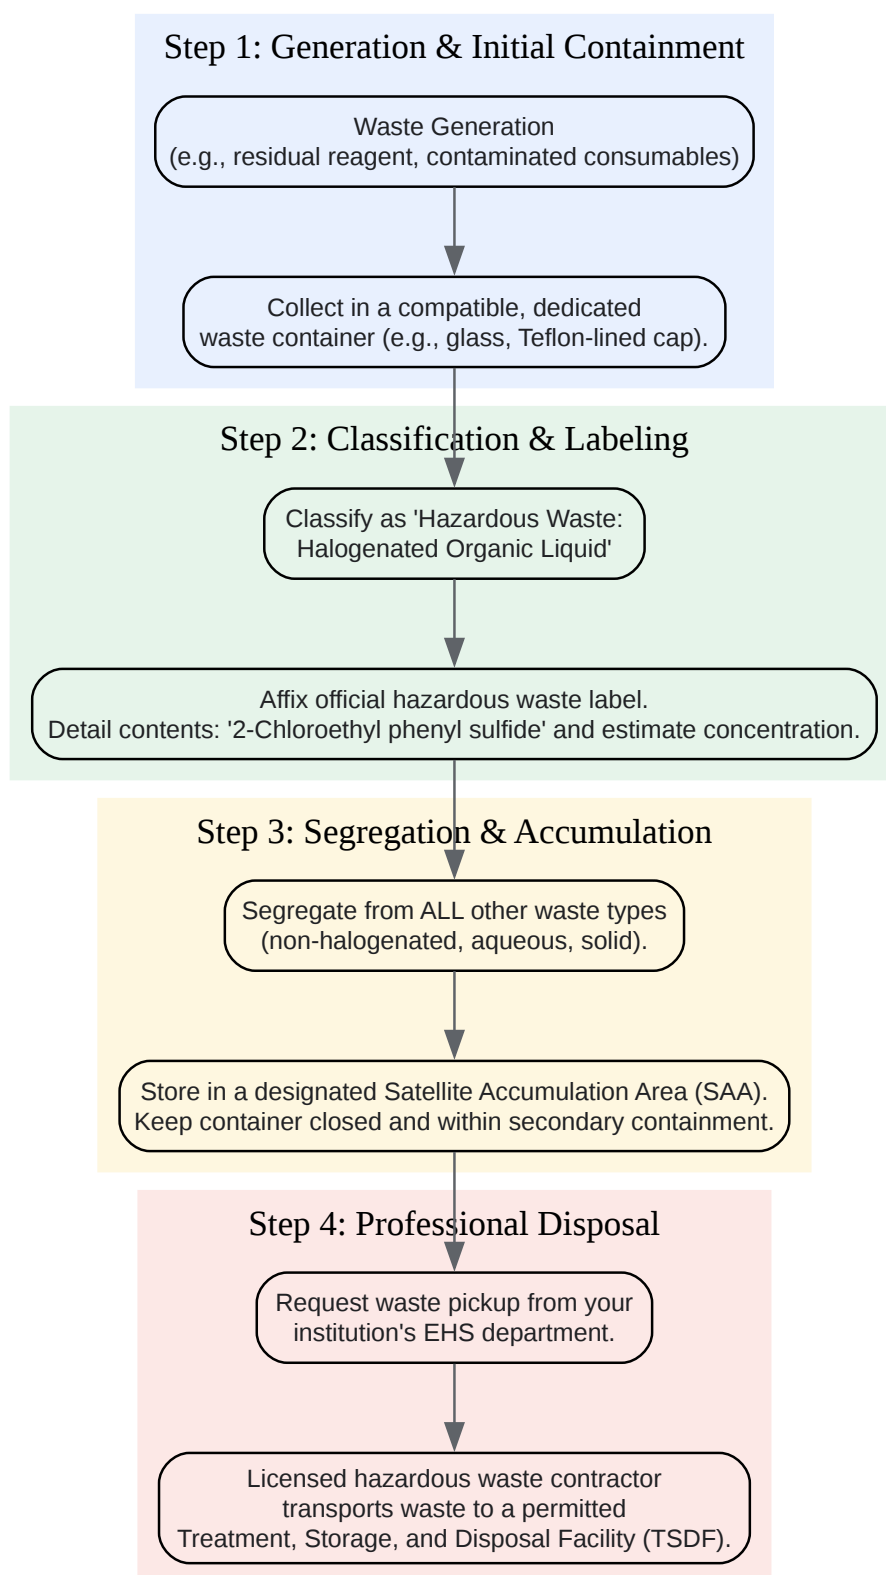 Step 1: Generation & Initial Containment
Waste Generation
(e.g., residual reagent, contaminated consumables)
Collect in a compatible, dedicated
waste container (e.g., glass, Teflon-lined cap).
Step 2: Classification & Labeling
Classify as 'Hazardous Waste:
Halogenated Organic Liquid'
Affix official hazardous waste label.
Detail contents: '2-Chloroethyl phenyl sulfide' and estimate concentration.
Step 3: Segregation & Accumulation
Segregate from ALL other waste types
(non-halogenated, aqueous, solid).
Store in a designated Satellite Accumulation Area (SAA).
Keep container closed and within secondary containment.
Step 4: Professional Disposal
Request waste pickup from your
institution's EHS department.
Licensed hazardous waste contractor
transports waste to a permitted
Treatment, Storage, and Disposal Facility (TSDF).